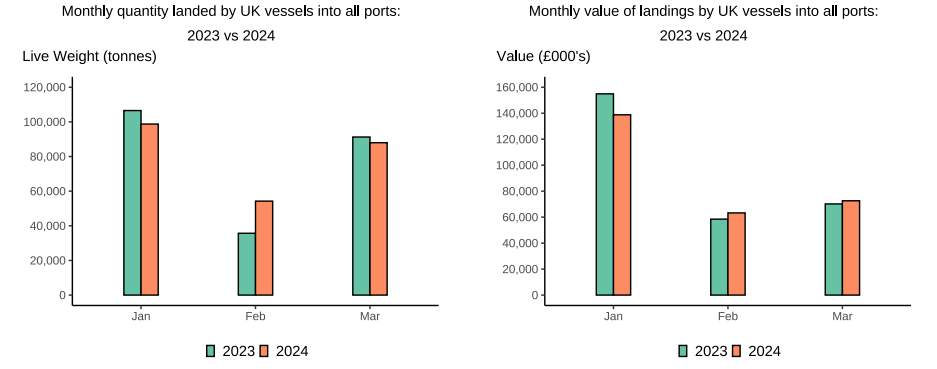 Monthly quantity landed by UK vessels into all ports:
2023 vs 2024
Live Weight (tonnes)
120,000
100,000
80,000
60,000
40,000
20,000
0
Jan Feb Mar
2023 2024
Monthly value of landings by UK vessels into all ports:
2023 vs 2024
Value (£000's)
160,000
140,000
120,000
100,000
80,000
60,000
40,000
20,000
0
Jan Feb Mar
2023 2024